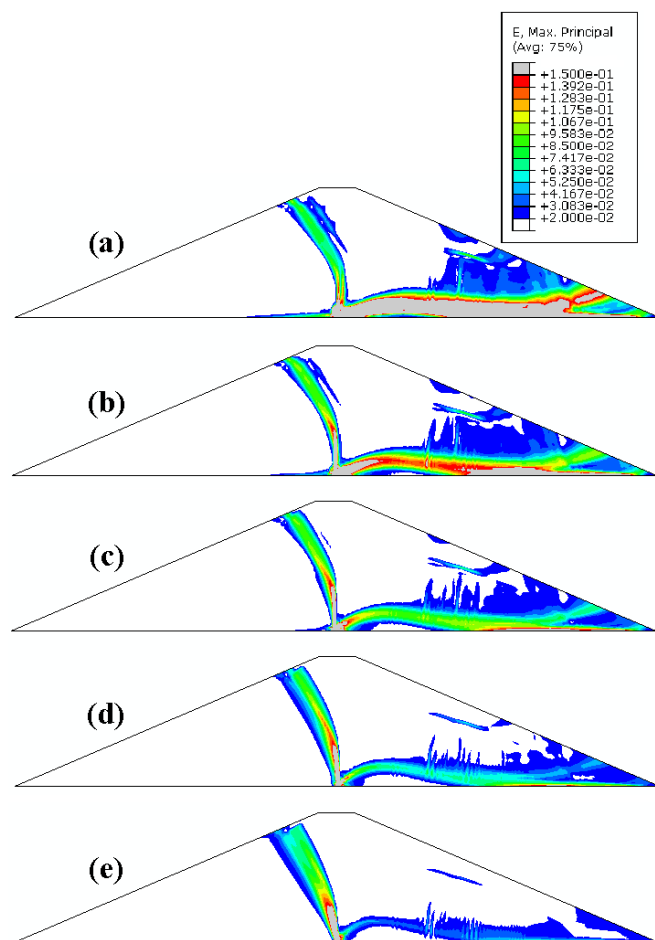 E, Max. Principal
(Avg: 75%)
+1.500e-01
+1.392e-01
+1.283e-01
+1.175e-01
+1.067e-01
+9.583e-02
+8.500e-02
+7.417e-02
+6.333e-02
+5.250e-02
+4.167e-02
+3.083e-02
+2.000e-02
(a)
(b)
(c)
(d)
(e)